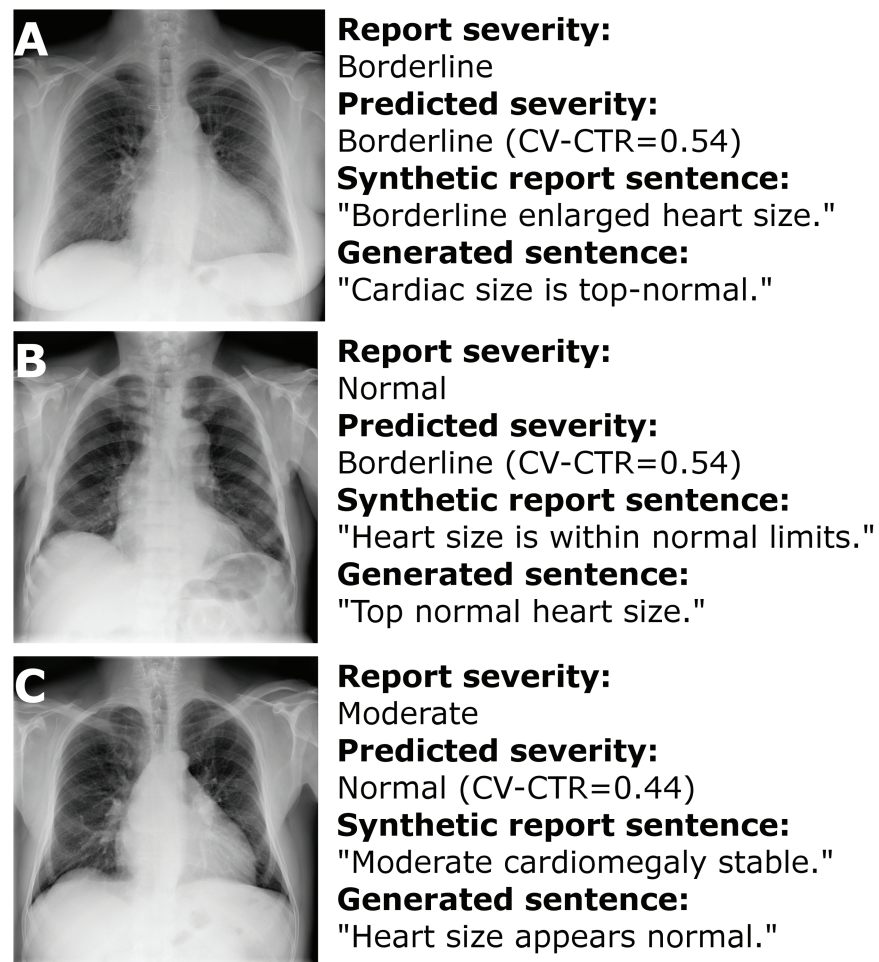 A
Report severity:
Borderline
Predicted severity:
Borderline (CV-CTR=0.54)
Synthetic report sentence:
"Borderline enlarged heart size."
Generated sentence:
"Cardiac size is top-normal."
B
Report severity:
Normal
Predicted severity:
Borderline (CV-CTR=0.54)
Synthetic report sentence:
"Heart size is within normal limits."
Generated sentence:
"Top normal heart size."
C
Report severity:
Moderate
Predicted severity:
Normal (CV-CTR=0.44)
Synthetic report sentence:
"Moderate cardiomegaly stable."
Generated sentence:
"Heart size appears normal."